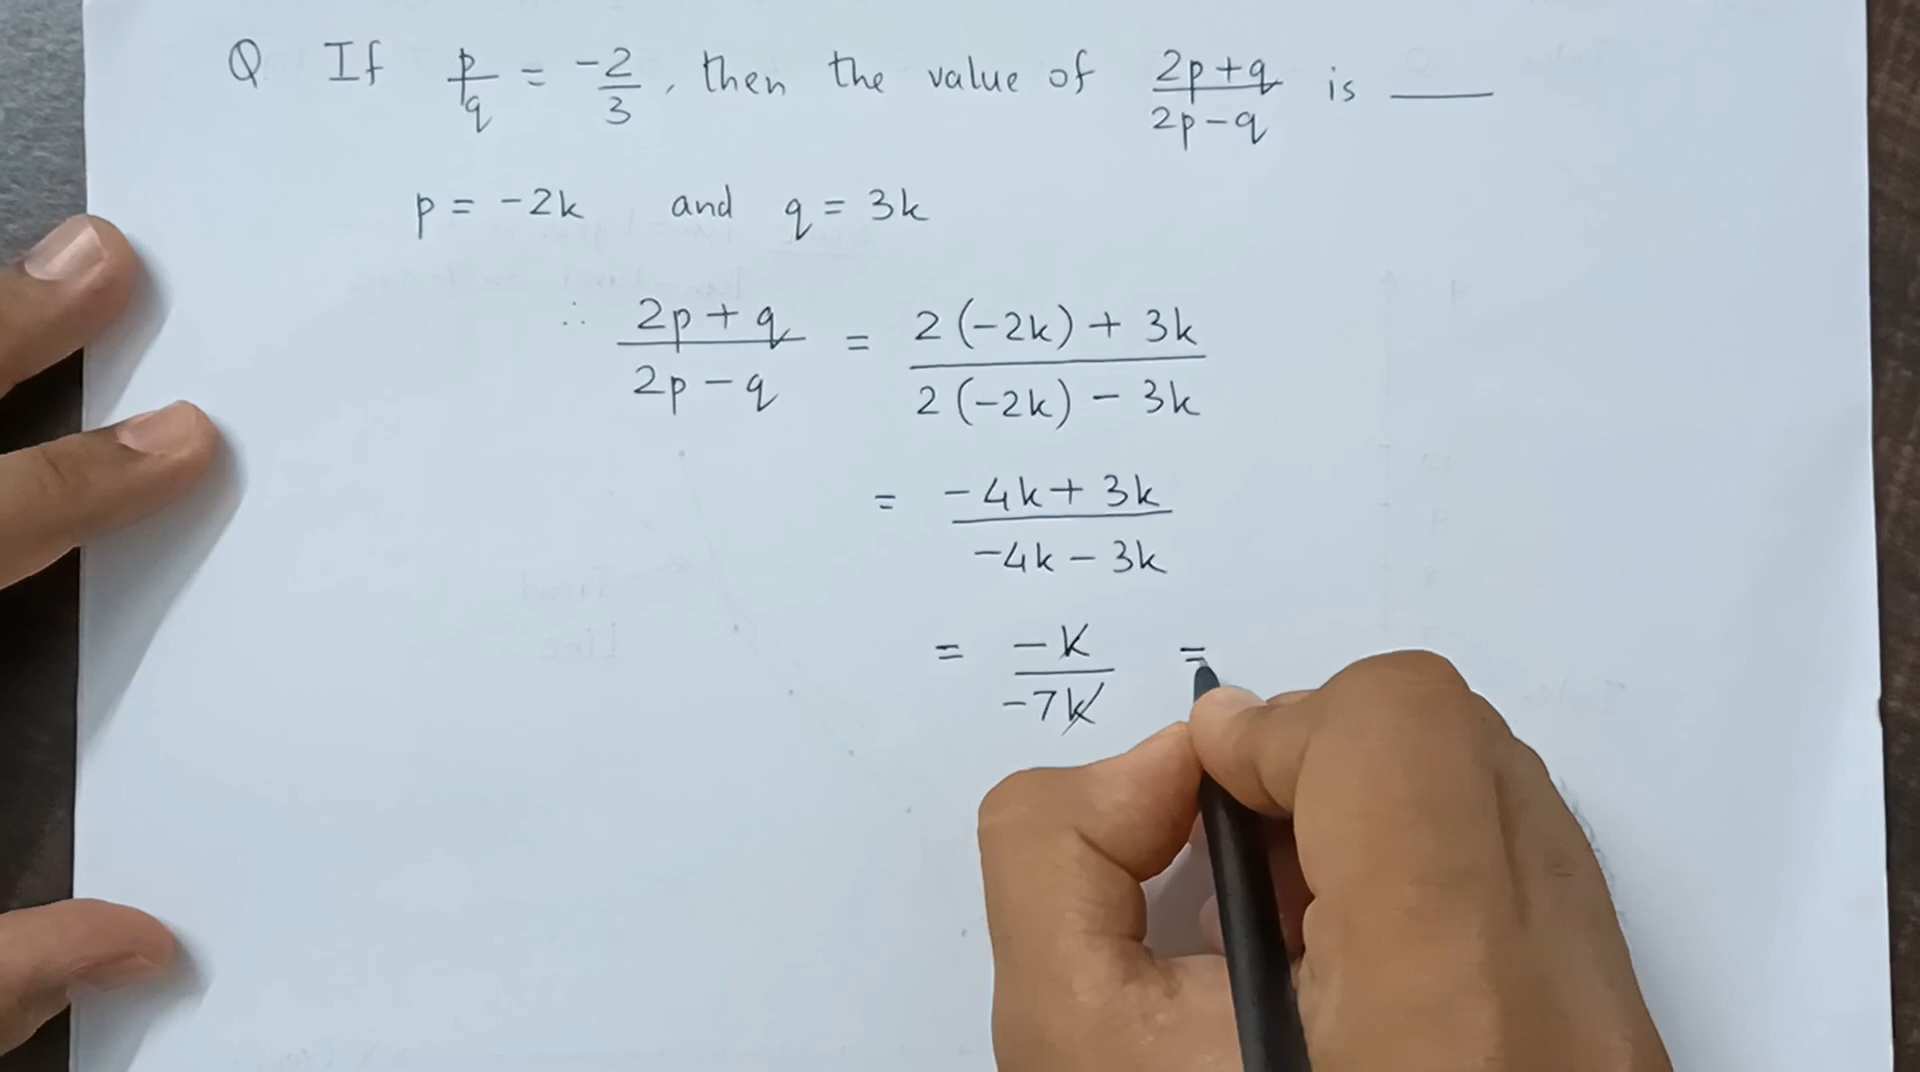 Q If p/q = -2/3, then the value of 2p+q/2p-q is ____
p = -2k and q = 3k
∴ 2p+q/2p-q = 2(-2k)+3k/2(-2k)-3k
= -4k+3k/-4k-3k
= -k/-7k =